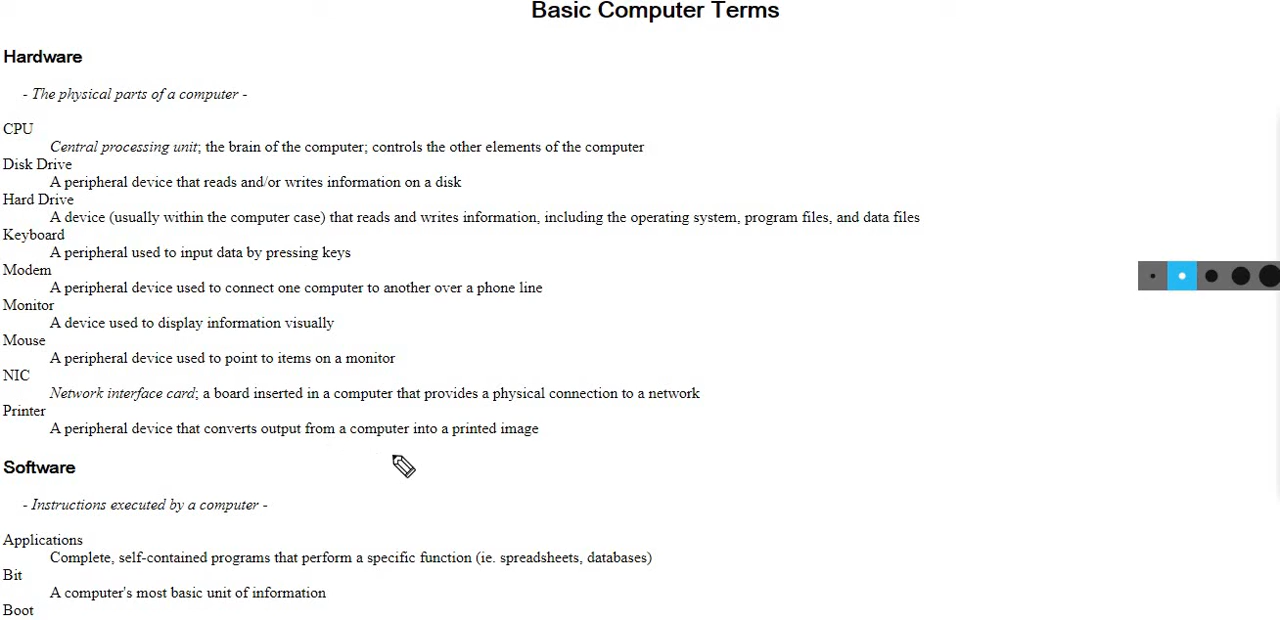 Basic Computer Terms
Hardware
- The physical parts of a computer -
CPU
Central processing unit; the brain of the computer; controls the other elements of the computer
Disk Drive
A peripheral device that reads and/or writes information on a disk
Hard Drive
A device (usually within the computer case) that reads and writes information, including the operating system, program files, and data files
Keyboard
A peripheral used to input data by pressing keys
Modem
A peripheral device used to connect one computer to another over a phone line
Monitor
A device used to display information visually
Mouse
A peripheral device used to point to items on a monitor
NIC
Network interface card; a board inserted in a computer that provides a physical connection to a network
Printer
A peripheral device that converts output from a computer into a printed image
Software
- Instructions executed by a computer -
Applications
Complete, self-contained programs that perform a specific function (ie. spreadsheets, databases)
Bit
A computer's most basic unit of information
Boot